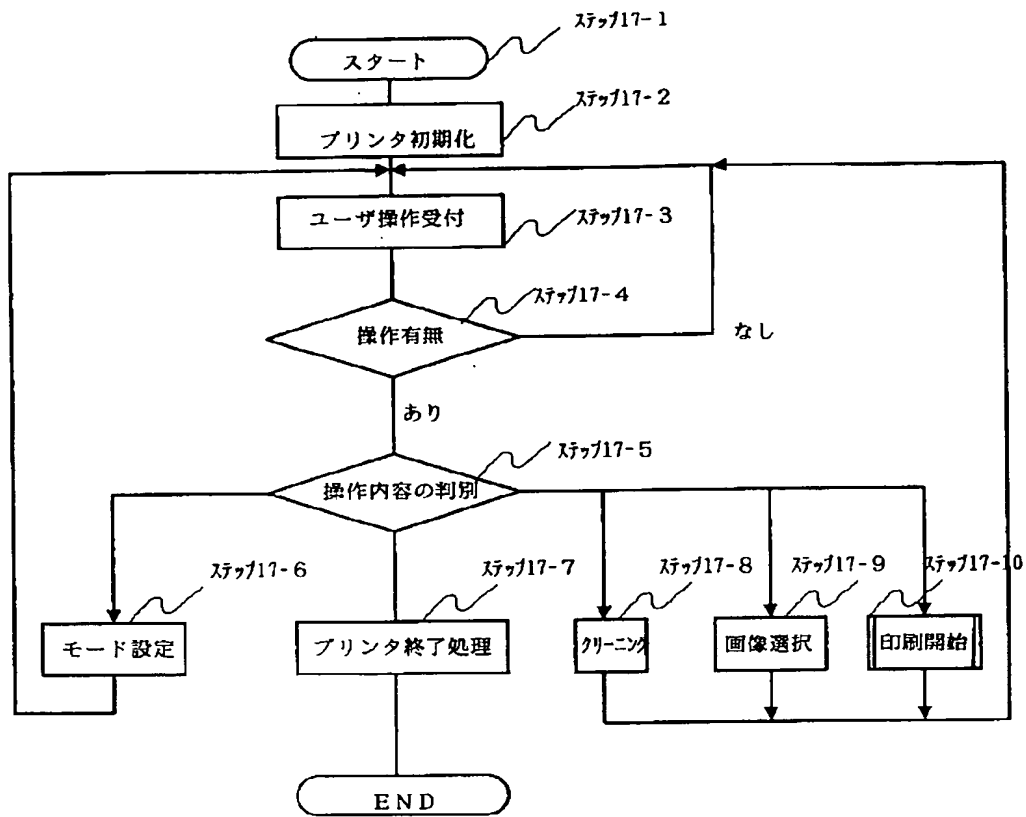 ステップ17-1
スタート
ステップ17-2
プリンタ初期化
ユーザ操作受付
ステップ17-3
ステップ17-4
操作有無
なし
あり
ステップ17-5
操作内容の判別
ステップ17-6
ステップ17-7
ステップ17-8
ステップ17-9
ステップ17-10
モード設定
プリンタ終了処理
クリーニング
画像選択
印刷開始
END